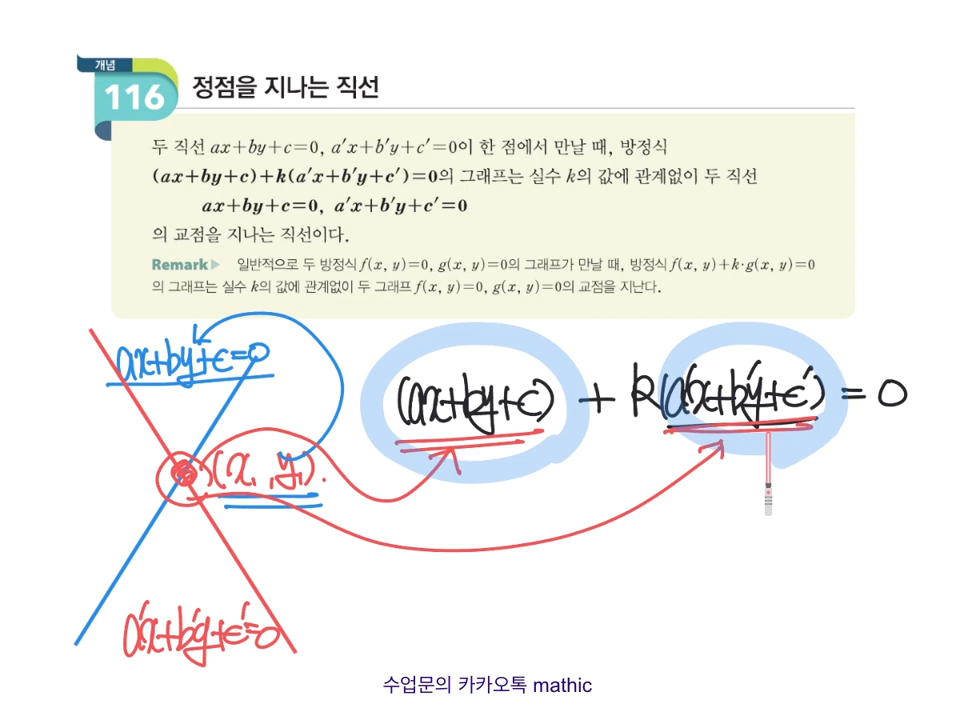 개념
116
정점을 지나는 직선
두 직선 ax+by+c=0, a′x+b′y+c′=0이 한 점에서 만날 때, 방정식
(ax+by+c)+k(a′x+b′y+c′)=0의 그래프는 실수 k의 값에 관계없이 두 직선
ax+by+c=0, a′x+b′y+c′=0
의 교점을 지나는 직선이다.
Remark▶ 일반적으로 두 방정식 f(x, y)=0, g(x, y)=0의 그래프가 만날 때, 방정식 f(x, y)+k·g(x, y)=0
의 그래프는 실수 k의 값에 관계없이 두 그래프 f(x, y)=0, g(x, y)=0의 교점을 지난다.
ax+by+c=0
(ax+by+c) + k(a′x+b′y+c′) = 0
(x₁, y₁).
a′x+b′y+c′=0
수업문의 카카오톡 mathic